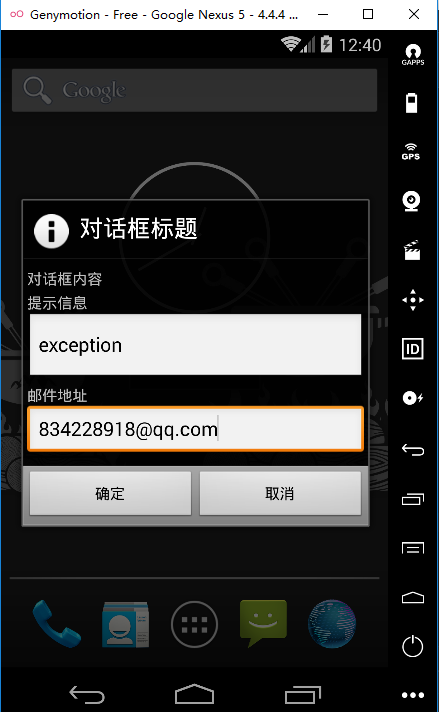 Genymotion - Free - Google Nexus 5 - 4.4.4 ...
12:40
GAPPS
Google
GPS
对话框标题
对话框内容
提示信息
exception
ID
邮件地址
834228918@qq.com
确定
取消